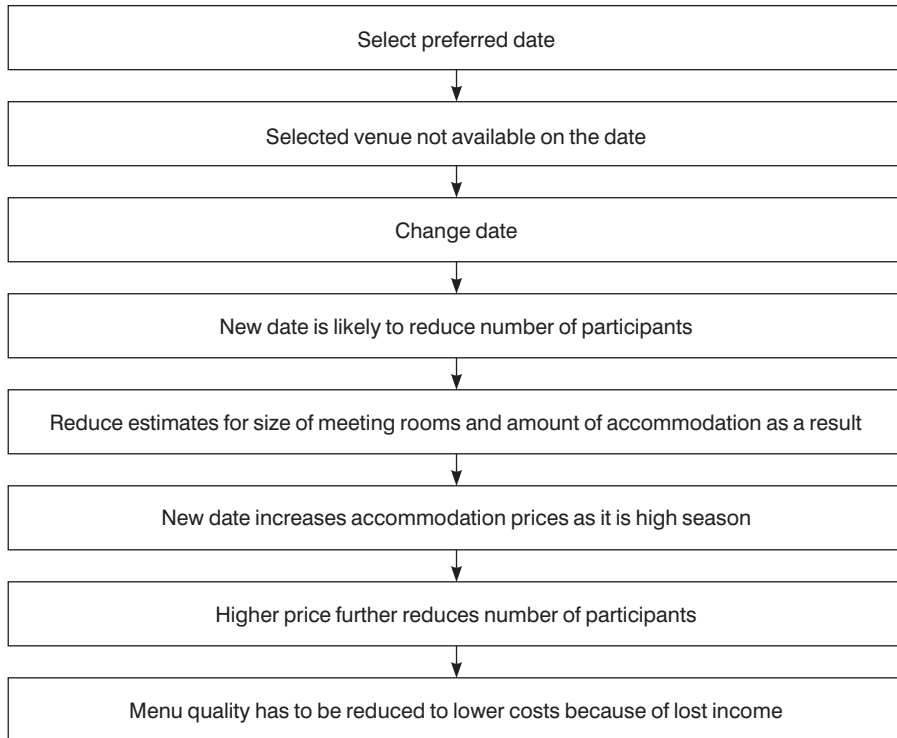 Select preferred date
Selected venue not available on the date
Change date
New date is likely to reduce number of participants
Reduce estimates for size of meeting rooms and amount of accommodation as a result
New date increases accommodation prices as it is high season
Higher price further reduces number of participants
Menu quality has to be reduced to lower costs because of lost income